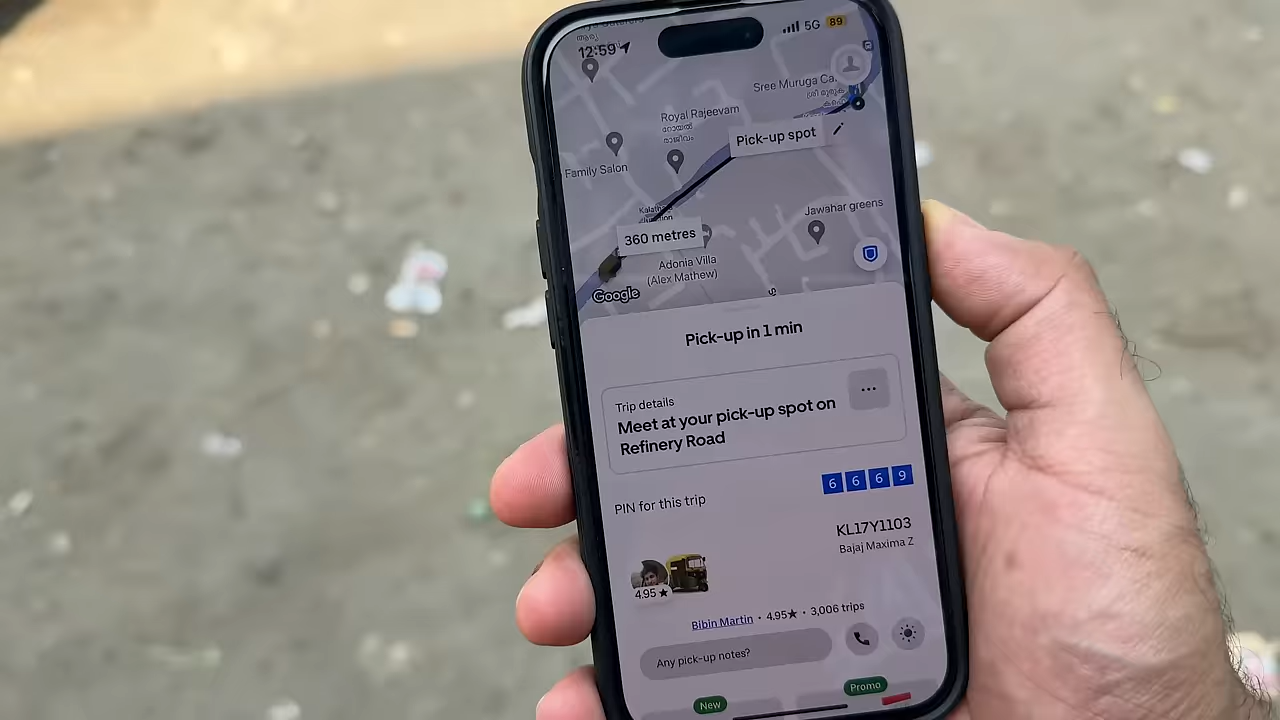 12:59
5G
89
Sree Muruga Ca
ശ്രീ മുരുക
Royal Rajeevam
റോയൽ
രാജീവം
Pick-up spot
Family Salon
Jawahar greens
360 metres
Adonia Villa
(Alex Mathew)
Google
Pick-up in 1 min
Trip details
Meet at your pick-up spot on
Refinery Road
PIN for this trip
6 6 6 9
KL17Y1103
Bajaj Maxima Z
4.95 ★
Bibin Martin • 4.95★ • 3,006 trips
Any pick-up notes?
New
Promo